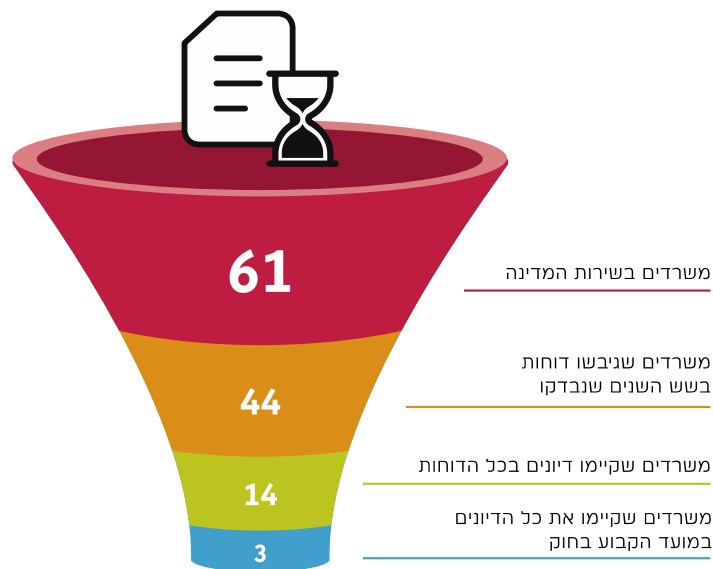 61
משרדים בשירות המדינה
44
משרדים שגיבשו דוחות
בשש השנים שנבדקו
14
משרדים שקיימו דיונים בכל הדוחות
3
משרדים שקיימו את כל הדיונים
במועד הקבוע בחוק